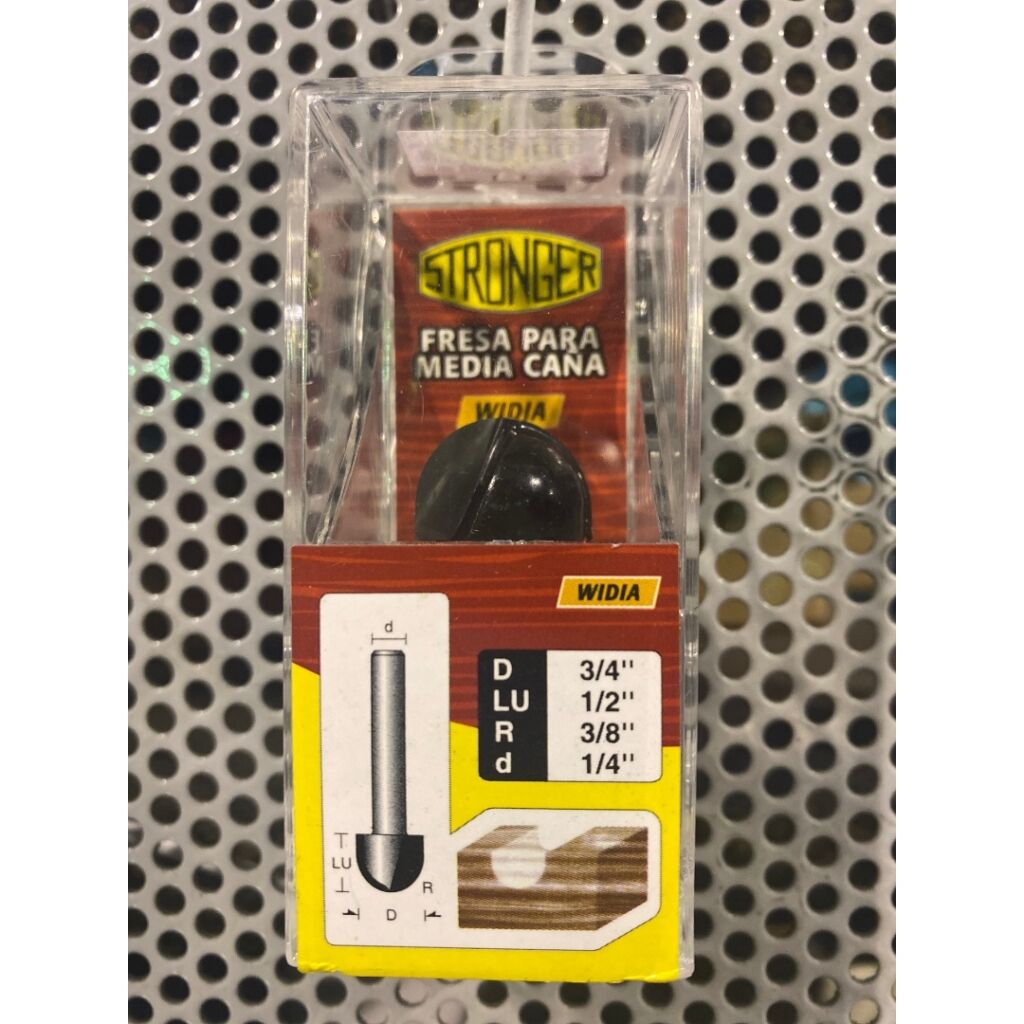 STRONGER
FRESA PARA
MEDIA CAÑA
WIDIA
WIDIA
d
D 3/4"
LU 1/2"
R 3/8"
d 1/4"
LU
R
D